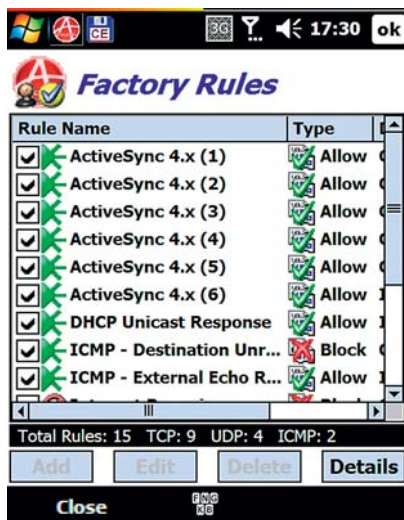 CE 3G 17:30 ok
Factory Rules
Rule Name Type
ActiveSync 4.x (1) Allow
ActiveSync 4.x (2) Allow
ActiveSync 4.x (3) Allow
ActiveSync 4.x (4) Allow
ActiveSync 4.x (5) Allow
ActiveSync 4.x (6) Allow
DHCP Unicast Response Allow
ICMP - Destination Unr... Block
ICMP - External Echo R... Allow
Total Rules: 15 TCP: 9 UDP: 4 ICMP: 2
Add Edit Delete Details
Close